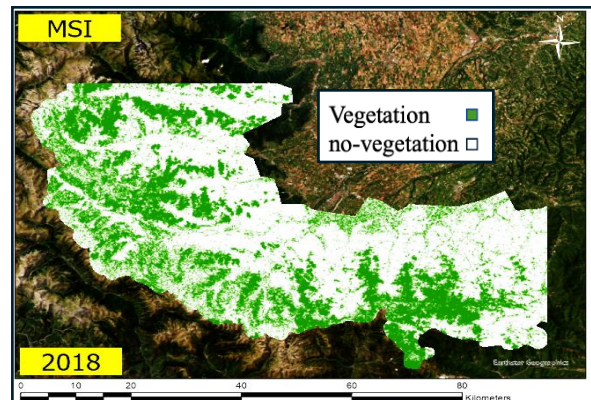 MSI
N
Vegetation
no-vegetation
2018
Earthstar Geographics
0 10 20 40 60 80
Kilometers